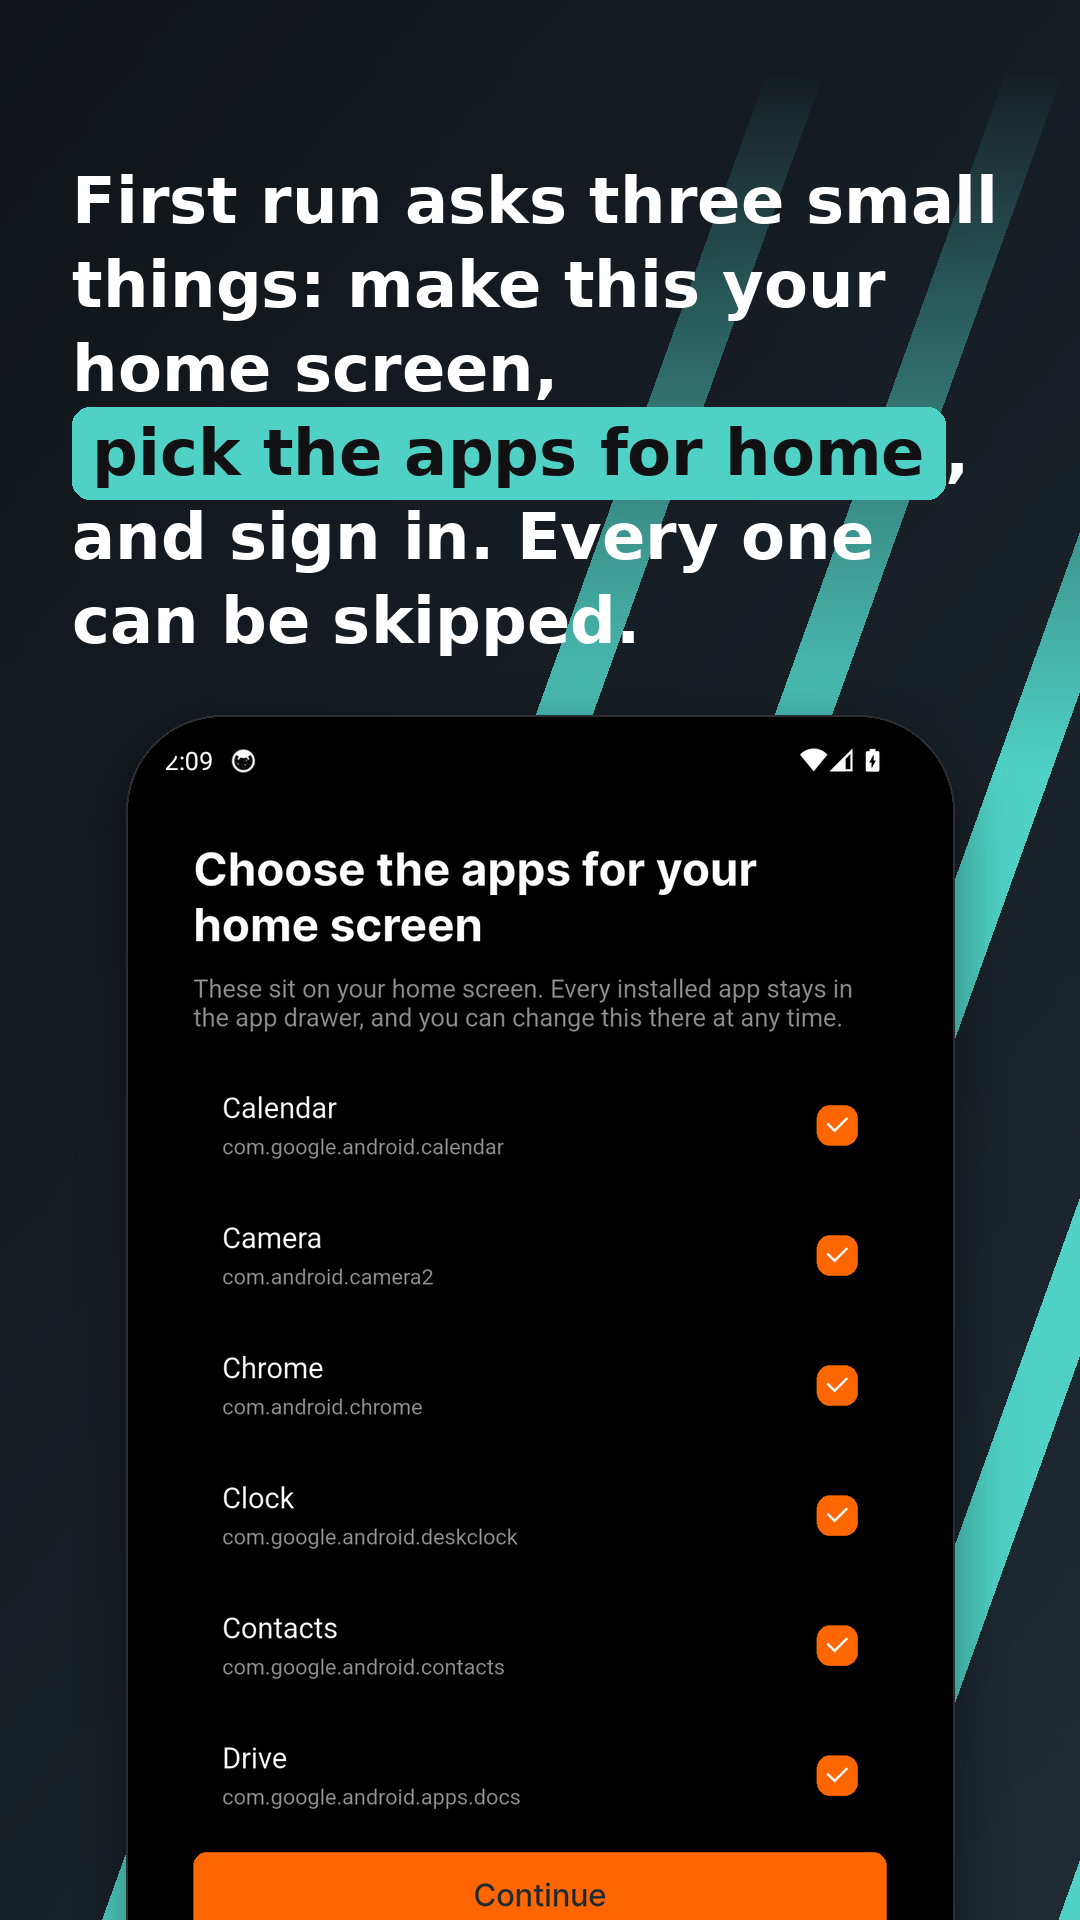 First run asks three small
things: make this your
home screen,
pick the apps for home,
and sign in. Every one
can be skipped.
2:09
Choose the apps for your
home screen
These sit on your home screen. Every installed app stays in
the app drawer, and you can change this there at any time.
Calendar
com.google.android.calendar
Camera
com.android.camera2
Chrome
com.android.chrome
Clock
com.google.android.deskclock
Contacts
com.google.android.contacts
Drive
com.google.android.apps.docs
Continue